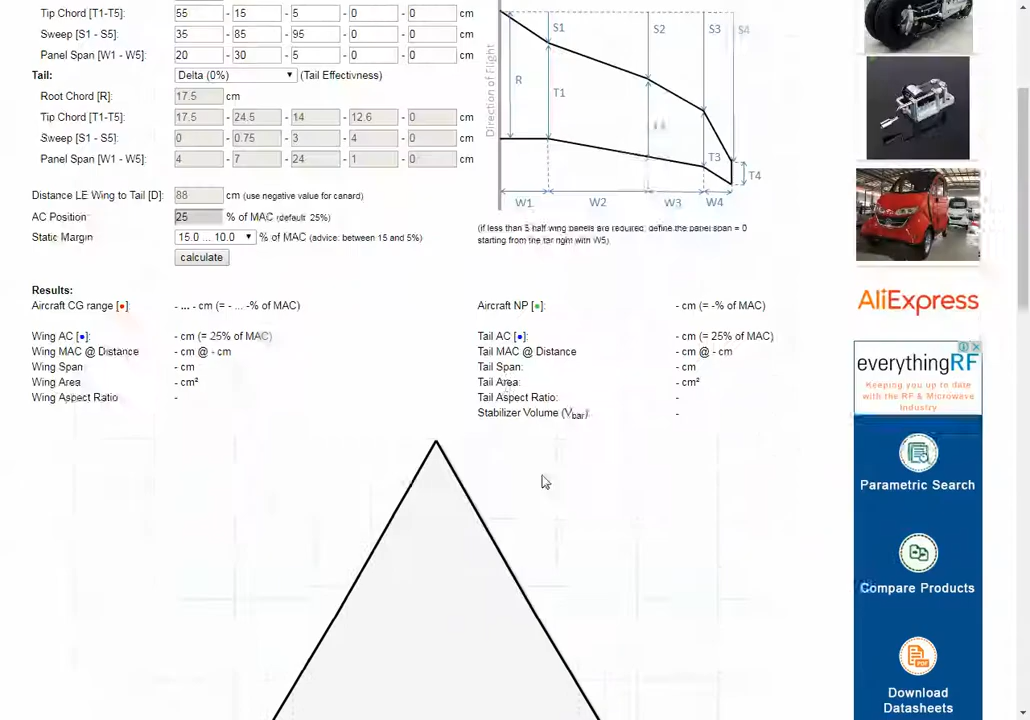 Tip Chord [T1-T5]: 55 - 15 - 5 - 0 - 0 cm
Sweep [S1 - S5]: 35 - 85 - 95 - 0 - 0 cm
Panel Span [W1 - W5]: 20 - 30 - 5 - 0 - 0 cm
Tail: Delta (0%) (Tail Effectivness)
Root Chord [R]: 17.5 cm
Tip Chord [T1-T5]: 17.5 - 24.5 - 14 - 12.6 - 0 cm
Sweep [S1 - S5]: 0 - 0.75 - 3 - 4 - 0 cm
Panel Span [W1 - W5]: 4 - 7 - 24 - 1 - 0 cm
Distance LE Wing to Tail [D]: 88 cm (use negative value for canard)
AC Position 25 % of MAC (default 25%)
Static Margin 15.0 ... 10.0 % of MAC (advice: between 15 and 5%)
calculate
Direction of Flight
S1
S2
S3
S4
R
T1
T3
T4
W1
W2
W3
W4
(if less than 5 half wing panels are required, define the panel span = 0
starting from the far right with W5).
Results:
Aircraft CG range [●]: - ... - cm (= - ... -% of MAC)
Aircraft NP [●]: - cm (= -% of MAC)
Wing AC [●]: - cm (= 25% of MAC)
Wing MAC @ Distance - cm @ - cm
Wing Span - cm
Wing Area - cm²
Wing Aspect Ratio -
Tail AC [●]: - cm (= 25% of MAC)
Tail MAC @ Distance - cm @ - cm
Tail Span: - cm
Tail Area: - cm²
Tail Aspect Ratio: -
Stabilizer Volume (Vbar): -
AliExpress
everythingRF
Keeping you up to date
with the RF & Microwave
Industry
Parametric Search
Compare Products
Download
Datasheets